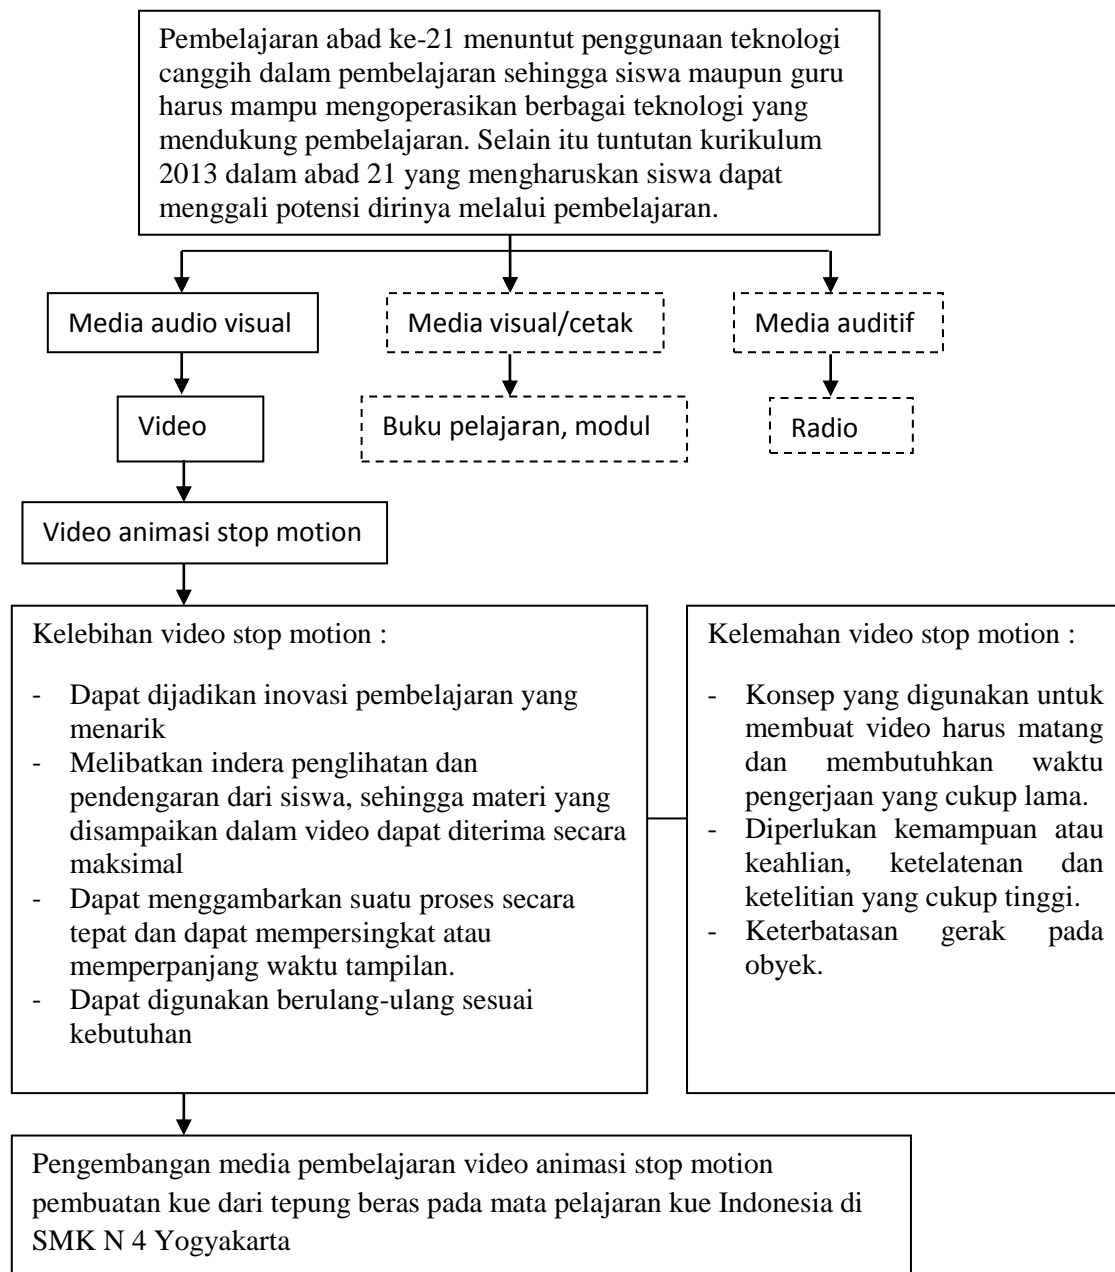 Pembelajaran abad ke-21 menuntut penggunaan teknologi
canggih dalam pembelajaran sehingga siswa maupun guru
harus mampu mengoperasikan berbagai teknologi yang
mendukung pembelajaran. Selain itu tuntutan kurikulum
2013 dalam abad 21 yang mengharuskan siswa dapat
menggali potensi dirinya melalui pembelajaran.
Media audio visual
Media visual/cetak
Media auditif
Video
Buku pelajaran, modul
Radio
Video animasi stop motion
Kelebihan video stop motion :
- Dapat dijadikan inovasi pembelajaran yang
menarik
- Melibatkan indera penglihatan dan
pendengaran dari siswa, sehingga materi yang
disampaikan dalam video dapat diterima secara
maksimal
- Dapat menggambarkan suatu proses secara
tepat dan dapat mempersingkat atau
memperpanjang waktu tampilan.
- Dapat digunakan berulang-ulang sesuai
kebutuhan
Kelemahan video stop motion :
- Konsep yang digunakan untuk
membuat video harus matang
dan membutuhkan waktu
pengerjaan yang cukup lama.
- Diperlukan kemampuan atau
keahlian, ketelatenan dan
ketelitian yang cukup tinggi.
- Keterbatasan gerak pada
obyek.
Pengembangan media pembelajaran video animasi stop motion
pembuatan kue dari tepung beras pada mata pelajaran kue Indonesia di
SMK N 4 Yogyakarta